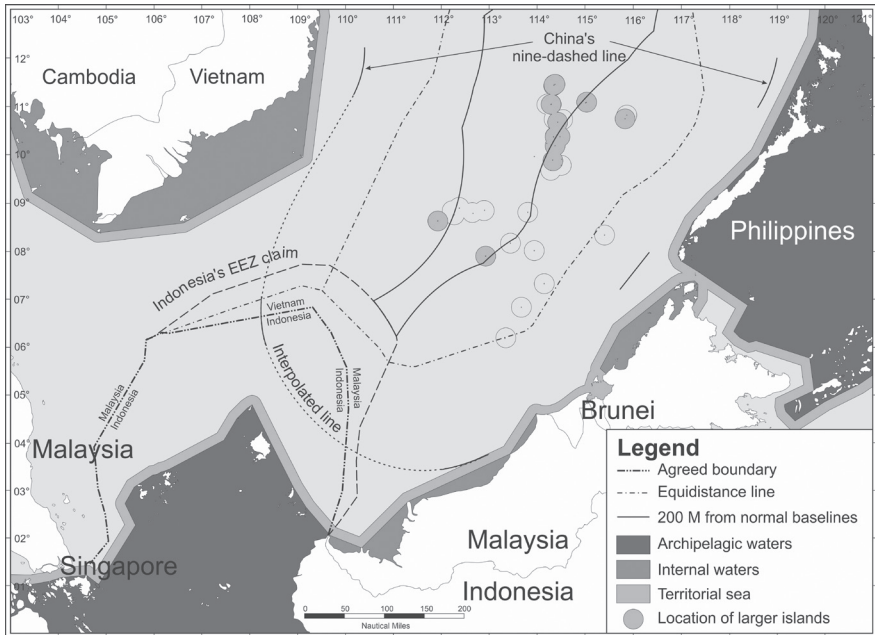 103° 104° 105° 106° 107° 108° 109° 110° 111° 112° 113° 114° 115° 116° 117° 118° 119° 120° 121°
China's
nine-dashed line
12°
Cambodia
Vietnam
11°
10°
09°
Philippines
08°
Indonesia's EEZ claim
07°
Vietnam
Indonesia
06°
Interpolated line
Malaysia
Indonesia
Malaysia
Indonesia
05°
Brunei
04°
Malaysia
03°
02°
Singapore
01°
Malaysia
Indonesia
0 50 100 150 200
Nautical Miles
Legend
Agreed boundary
Equidistance line
200 M from normal baselines
Archipelagic waters
Internal waters
Territorial sea
Location of larger islands